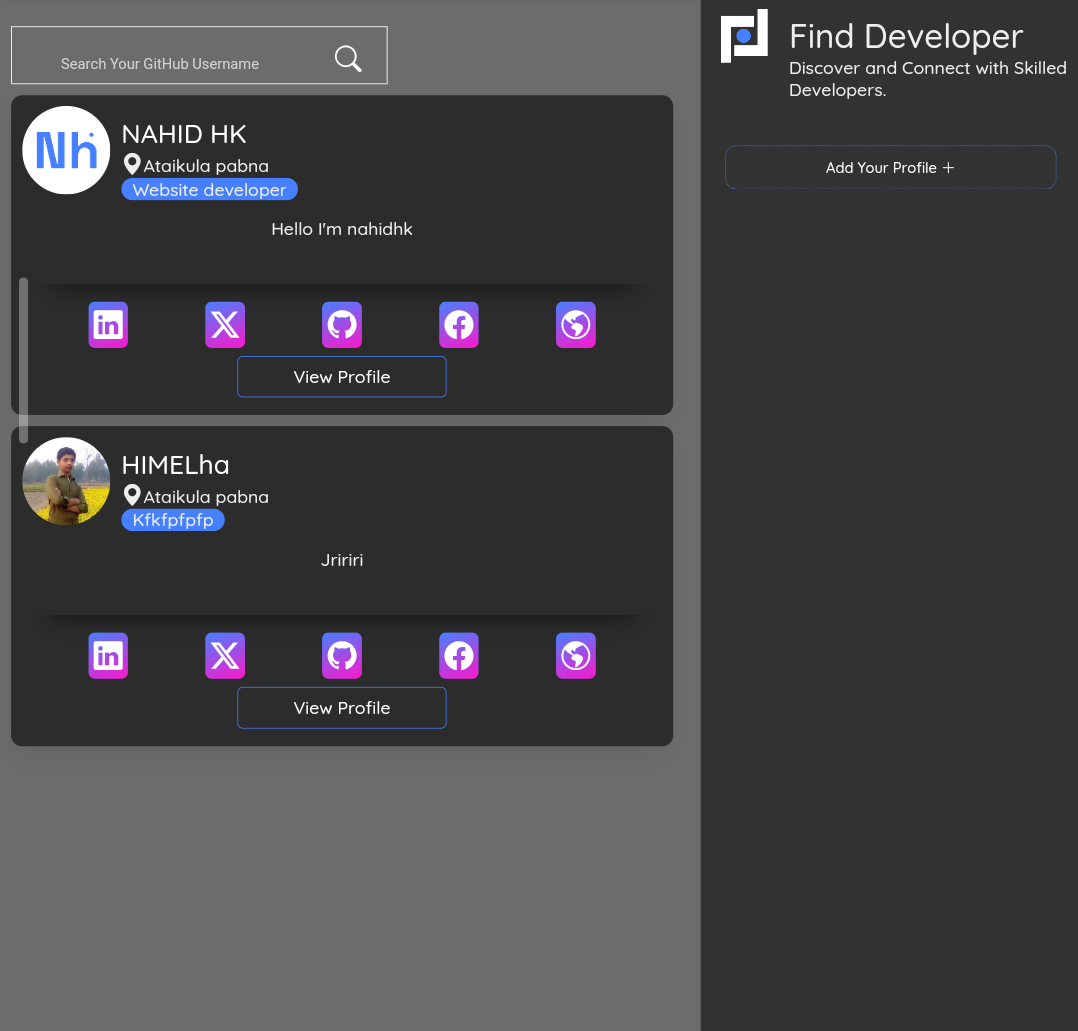 Search Your GitHub Username
Nh
NAHID HK
Ataikula pabna
Website developer
Hello I'm nahidhk
View Profile
HIMELha
Ataikula pabna
Kfkfpfpfp
Jririri
View Profile
Find Developer
Discover and Connect with Skilled
Developers.
Add Your Profile +